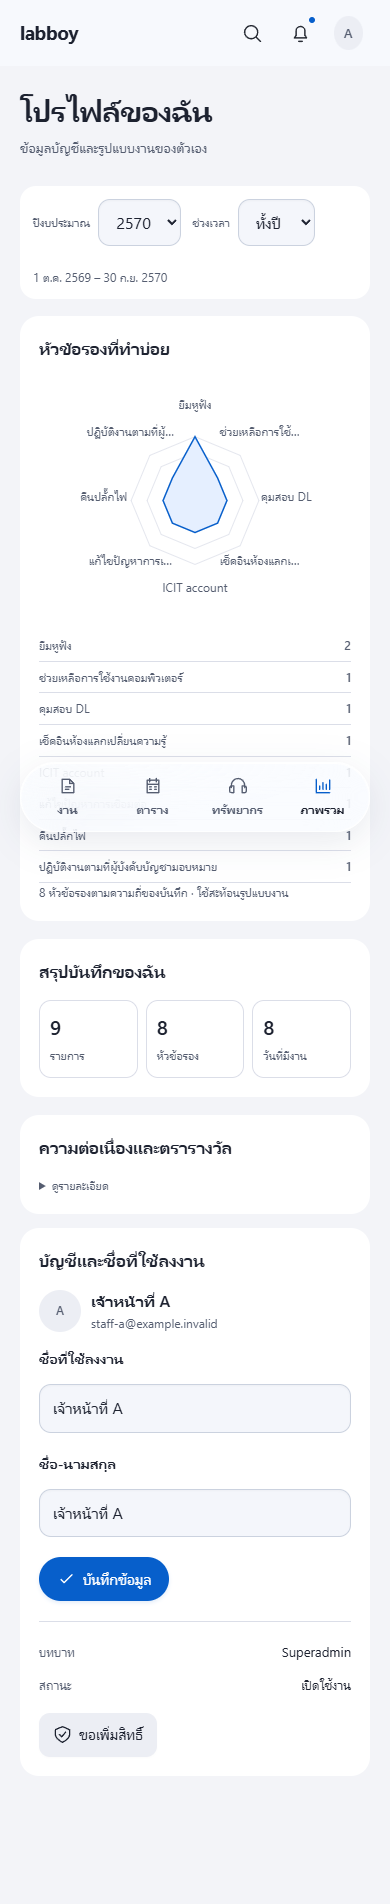 labboy
A
โปรไฟล์ของฉัน
ข้อมูลบัญชีและรูปแบบงานของตัวเอง
ปีงบประมาณ 2570 ช่วงเวลา ทั้งปี
1 ต.ค. 2569 – 30 ก.ย. 2570
หัวข้อรองที่ทำบ่อย
ยืมหูฟัง
ปฏิบัติงานตามที่ผู้… ช่วยเหลือการใช้…
คืนปลั๊กไฟ คุมสอบ DL
แก้ไขปัญหาการเ… เช็คอินห้องแลกเ…
ICIT account
ยืมหูฟัง 2
ช่วยเหลือการใช้งานคอมพิวเตอร์ 1
คุมสอบ DL 1
เช็คอินห้องแลกเปลี่ยนความรู้ 1
ICIT account 1
งาน ตาราง ทรัพยากร ภาพรวม
คืนปลั๊กไฟ 1
ปฏิบัติงานตามที่ผู้บังคับบัญชามอบหมาย 1
8 หัวข้อรองตามความถี่ของบันทึก · ใช้สะท้อนรูปแบบงาน
สรุปบันทึกของฉัน
9 8 8
รายการ หัวข้อรอง วันที่มีงาน
ความต่อเนื่องและตรารางวัล
ดูรายละเอียด
บัญชีและชื่อที่ใช้ลงงาน
A เจ้าหน้าที่ A
staff-a@example.invalid
ชื่อที่ใช้ลงงาน
เจ้าหน้าที่ A
ชื่อ-นามสกุล
เจ้าหน้าที่ A
บันทึกข้อมูล
บทบาท Superadmin
สถานะ เปิดใช้งาน
ขอเพิ่มสิทธิ์